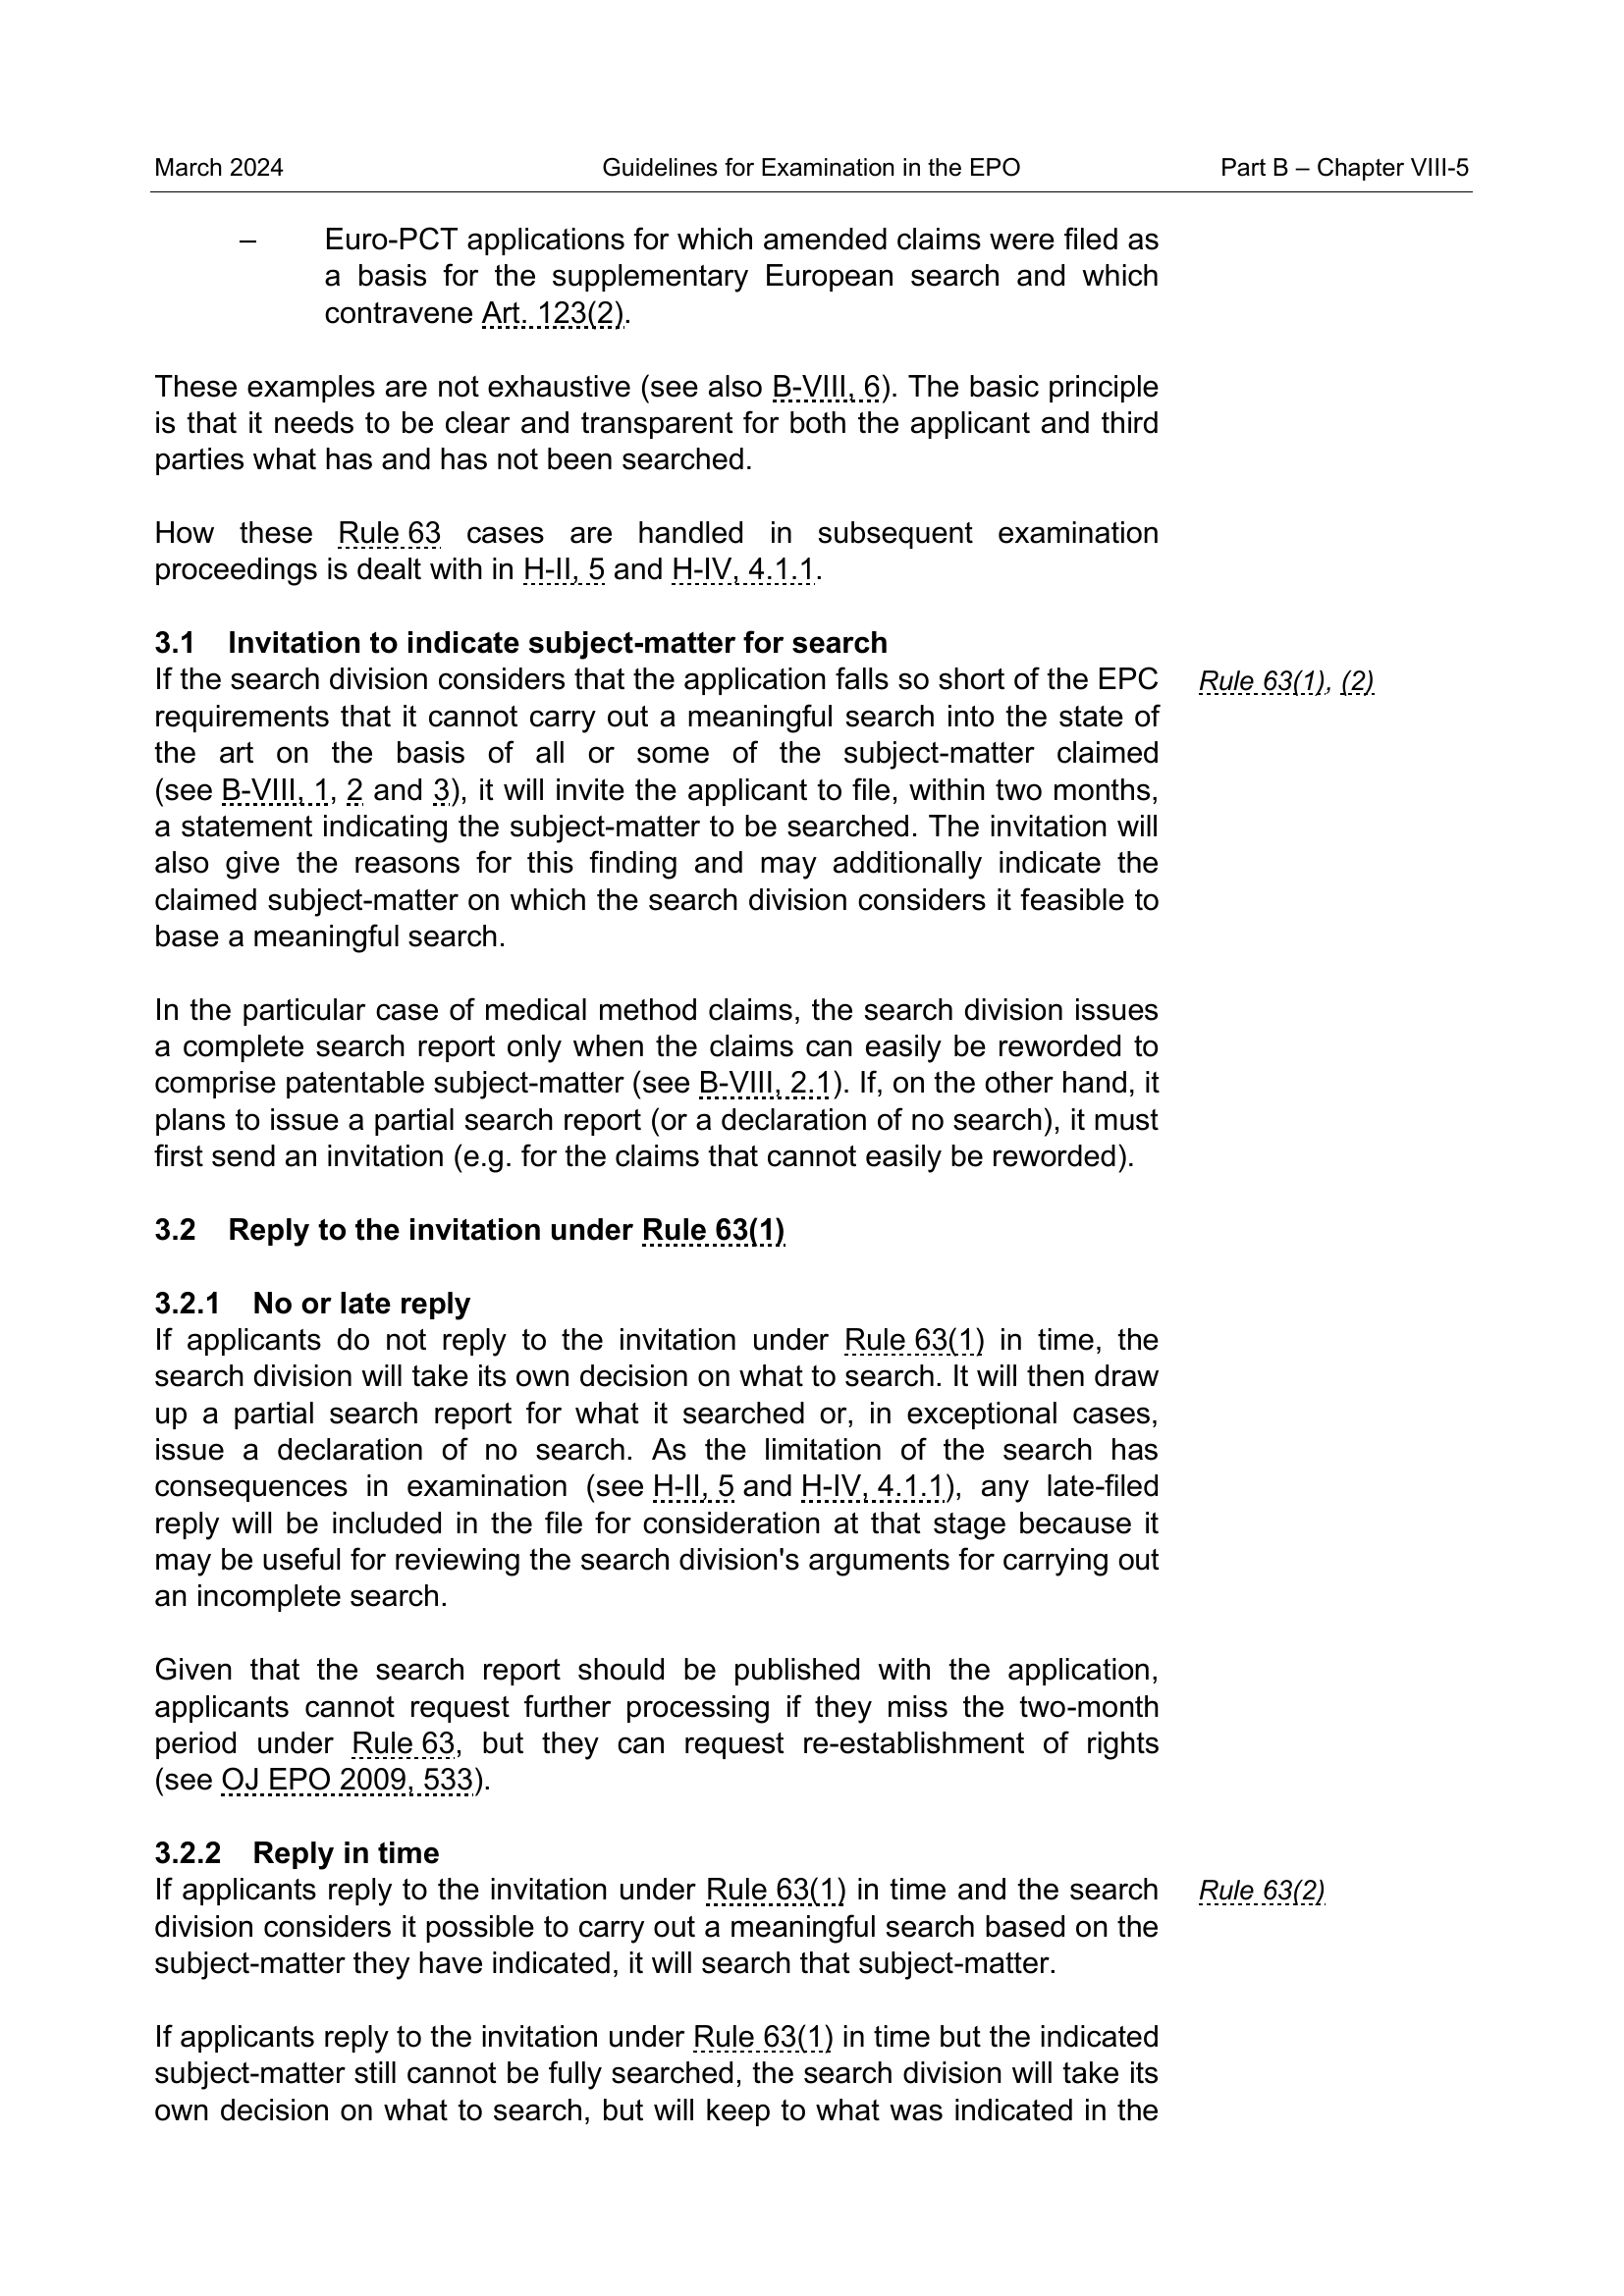 March 2024 Guidelines for Examination in the EPO Part B – Chapter VIII-5
– Euro-PCT applications for which amended claims were filed as
a basis for the supplementary European search and which
contravene Art. 123(2).
These examples are not exhaustive (see also B-VIII, 6). The basic principle
is that it needs to be clear and transparent for both the applicant and third
parties what has and has not been searched.
How these Rule 63 cases are handled in subsequent examination
proceedings is dealt with in H-II, 5 and H-IV, 4.1.1.
3.1 Invitation to indicate subject-matter for search
If the search division considers that the application falls so short of the EPC
Rule 63(1), (2)
requirements that it cannot carry out a meaningful search into the state of
the art on the basis of all or some of the subject-matter claimed
(see B-VIII, 1, 2 and 3), it will invite the applicant to file, within two months,
a statement indicating the subject-matter to be searched. The invitation will
also give the reasons for this finding and may additionally indicate the
claimed subject-matter on which the search division considers it feasible to
base a meaningful search.
In the particular case of medical method claims, the search division issues
a complete search report only when the claims can easily be reworded to
comprise patentable subject-matter (see B-VIII, 2.1). If, on the other hand, it
plans to issue a partial search report (or a declaration of no search), it must
first send an invitation (e.g. for the claims that cannot easily be reworded).
3.2 Reply to the invitation under Rule 63(1)
3.2.1 No or late reply
If applicants do not reply to the invitation under Rule 63(1) in time, the
search division will take its own decision on what to search. It will then draw
up a partial search report for what it searched or, in exceptional cases,
issue a declaration of no search. As the limitation of the search has
consequences in examination (see H-II, 5 and H-IV, 4.1.1), any late-filed
reply will be included in the file for consideration at that stage because it
may be useful for reviewing the search division's arguments for carrying out
an incomplete search.
Given that the search report should be published with the application,
applicants cannot request further processing if they miss the two-month
period under Rule 63, but they can request re-establishment of rights
(see OJ EPO 2009, 533).
3.2.2 Reply in time
If applicants reply to the invitation under Rule 63(1) in time and the search
Rule 63(2)
division considers it possible to carry out a meaningful search based on the
subject-matter they have indicated, it will search that subject-matter.
If applicants reply to the invitation under Rule 63(1) in time but the indicated
subject-matter still cannot be fully searched, the search division will take its
own decision on what to search, but will keep to what was indicated in the